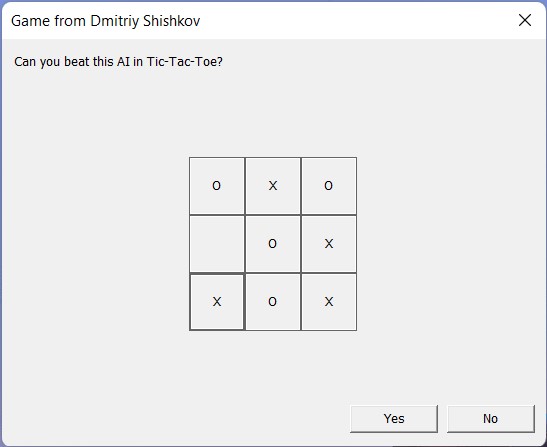 Game from Dmitriy Shishkov
Can you beat this AI in Tic-Tac-Toe?
O X O
O X
X O X
Yes No